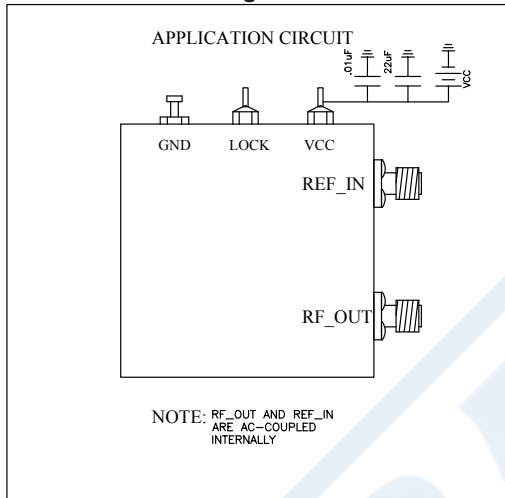 APPLICATION CIRCUIT
.01uF
22uF
VCC
GND
LOCK
VCC
REF_IN
RF_OUT
NOTE: RF_OUT AND REF_IN
ARE AC-COUPLED
INTERNALLY